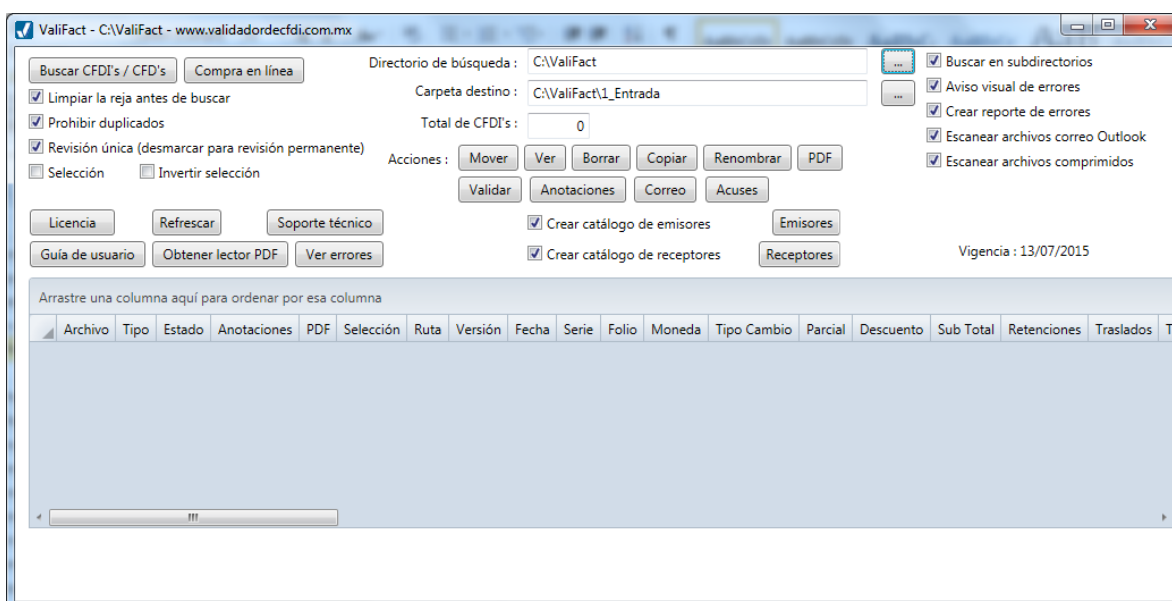 ValiFact - C:\ValiFact - www.validadordecfdi.com.mx
Buscar CFDI's / CFD's Compra en línea Directorio de búsqueda : C:\ValiFact ... Buscar en subdirectorios
Limpiar la reja antes de buscar Carpeta destino : C:\ValiFact\1_Entrada ... Aviso visual de errores
Prohibir duplicados Total de CFDI's : 0 Crear reporte de errores
Revisión única (desmarcar para revisión permanente) Escanear archivos correo Outlook
Selección Invertir selección Acciones : Mover Ver Borrar Copiar Renombrar PDF Escanear archivos comprimidos
Validar Anotaciones Correo Acuses
Licencia Refrescar Soporte técnico Crear catálogo de emisores Emisores
Guía de usuario Obtener lector PDF Ver errores Crear catálogo de receptores Receptores Vigencia : 13/07/2015
Arrastre una columna aquí para ordenar por esa columna
Archivo Tipo Estado Anotaciones PDF Selección Ruta Versión Fecha Serie Folio Moneda Tipo Cambio Parcial Descuento Sub Total Retenciones Traslados T